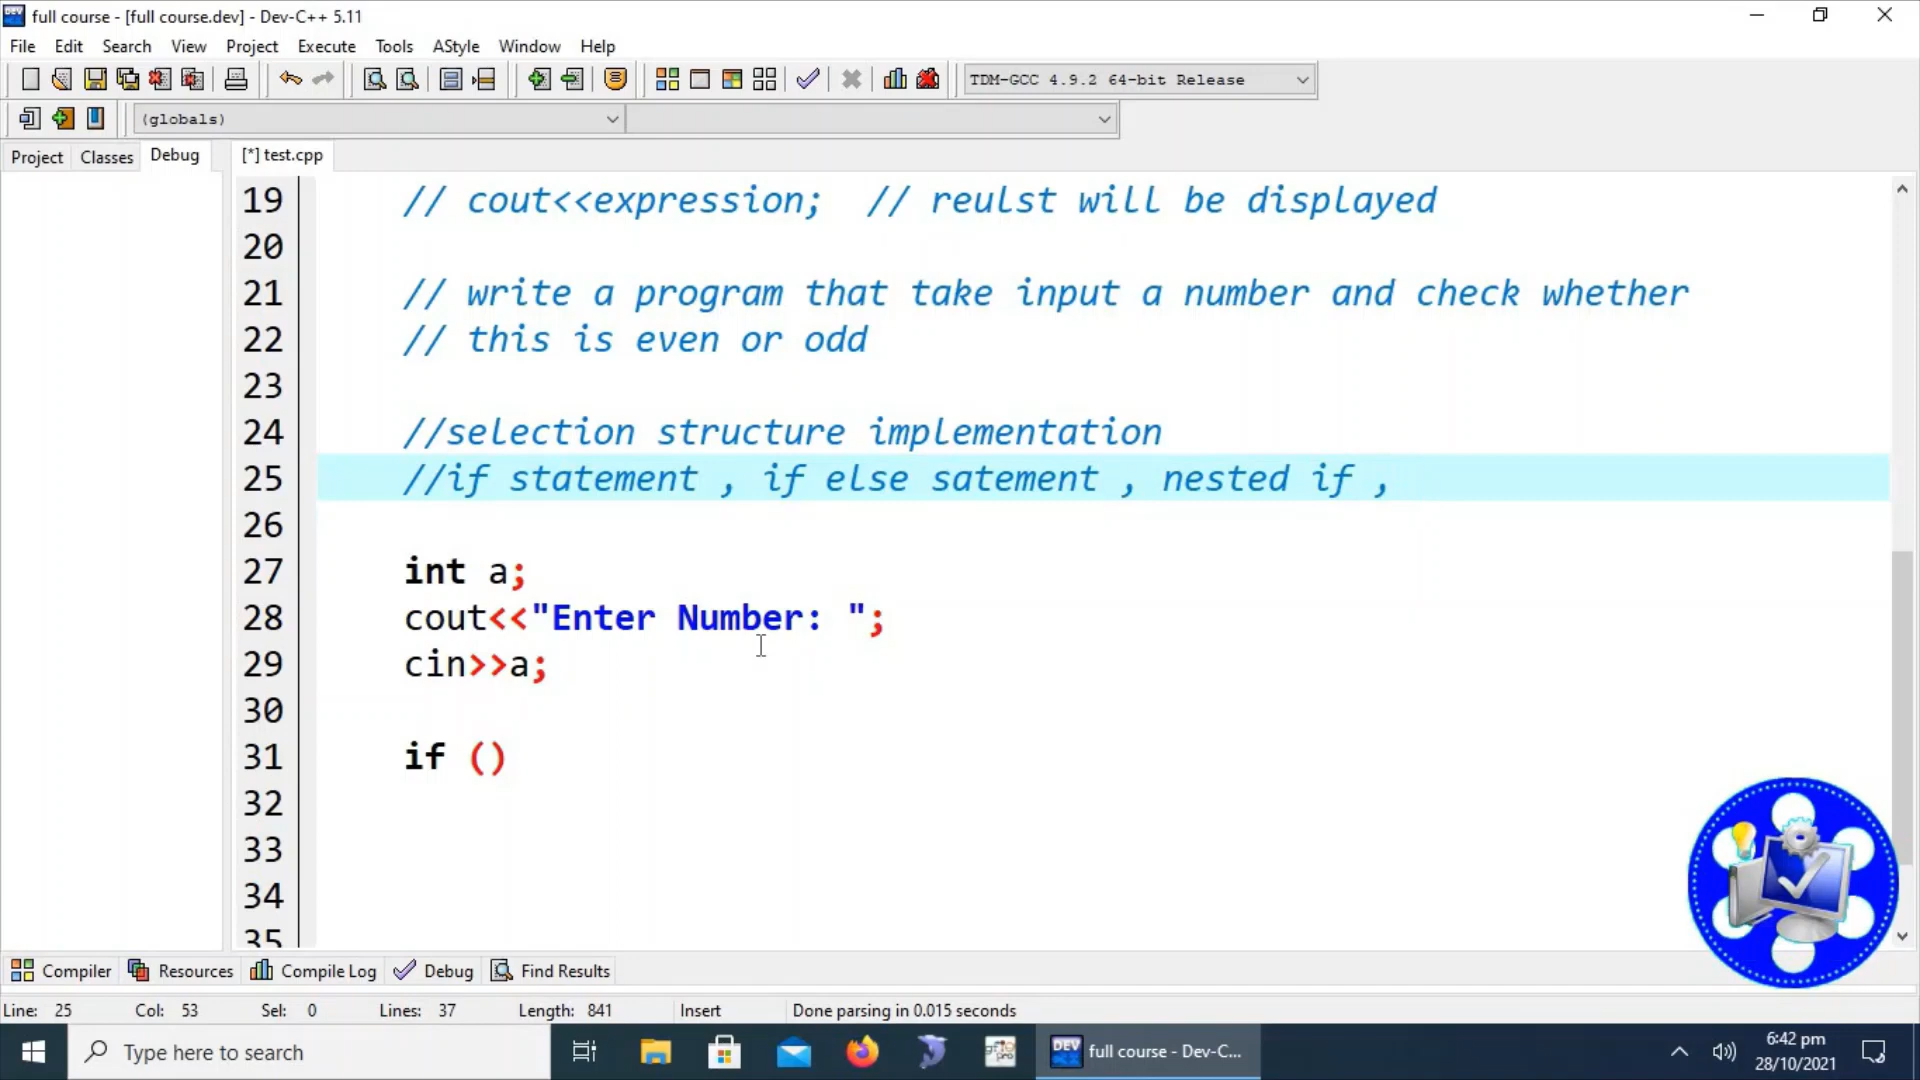 full course - [full course.dev] - Dev-C++ 5.11
File Edit Search View Project Execute Tools AStyle Window Help
TDM-GCC 4.9.2 64-bit Release
(globals)
Project Classes Debug [*] test.cpp
19 // cout<<expression;  // reulst will be displayed
20
21 // write a program that take input a number and check whether
22 // this is even or odd
23
24 //selection structure implementation
25 //if statement , if else satement , nested if ,
26
27 int a;
28 cout<<"Enter Number: ";
29 cin>>a;
30
31 if ()
32
33
34
35
Compiler Resources Compile Log Debug Find Results
Line: 25 Col: 53 Sel: 0 Lines: 37 Length: 841 Insert Done parsing in 0.015 seconds
Type here to search
DEV full course - Dev-C...
6:42 pm
28/10/2021